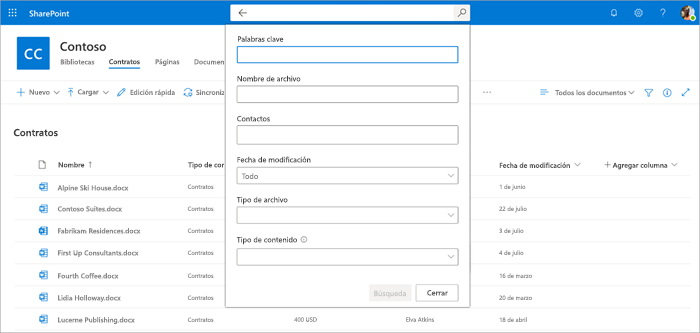 SharePoint
CC
Contoso
Bibliotecas Contratos Páginas Documen
Nuevo Cargar Edición rápida Sincroniz ... Todos los documentos
Palabras clave
Nombre de archivo
Contactos
Fecha de modificación
Todo
Tipo de archivo
Tipo de contenido
Búsqueda Cerrar
Contratos
Nombre Tipo de con Fecha de modificación Agregar columna
Alpine Ski House.docx Contratos 1 de junio
Contoso Suites.docx Contratos 22 de julio
Fabrikam Residences.docx Contratos 3 de julio
First Up Consultants.docx Contratos 4 de julio
Fourth Coffee.docx Contratos 16 de marzo
Lidia Holloway.docx Contratos 20 de marzo
Lucerne Publishing.docx Contratos 400 USD Elva Atkins 18 de abril